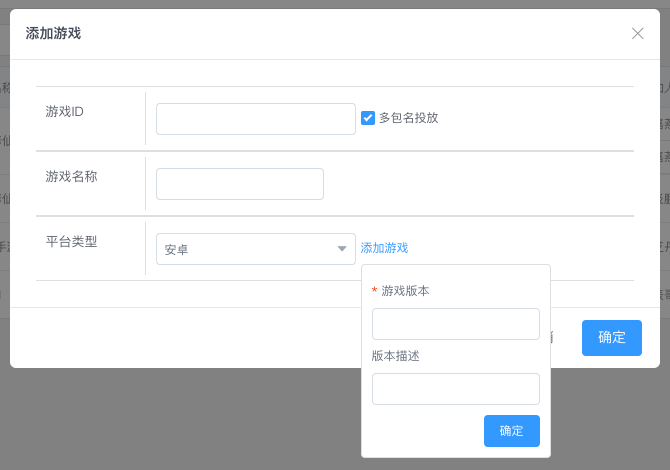 添加游戏
游戏ID
多包名投放
游戏名称
平台类型
安卓
添加游戏
* 游戏版本
确定
版本描述
确定